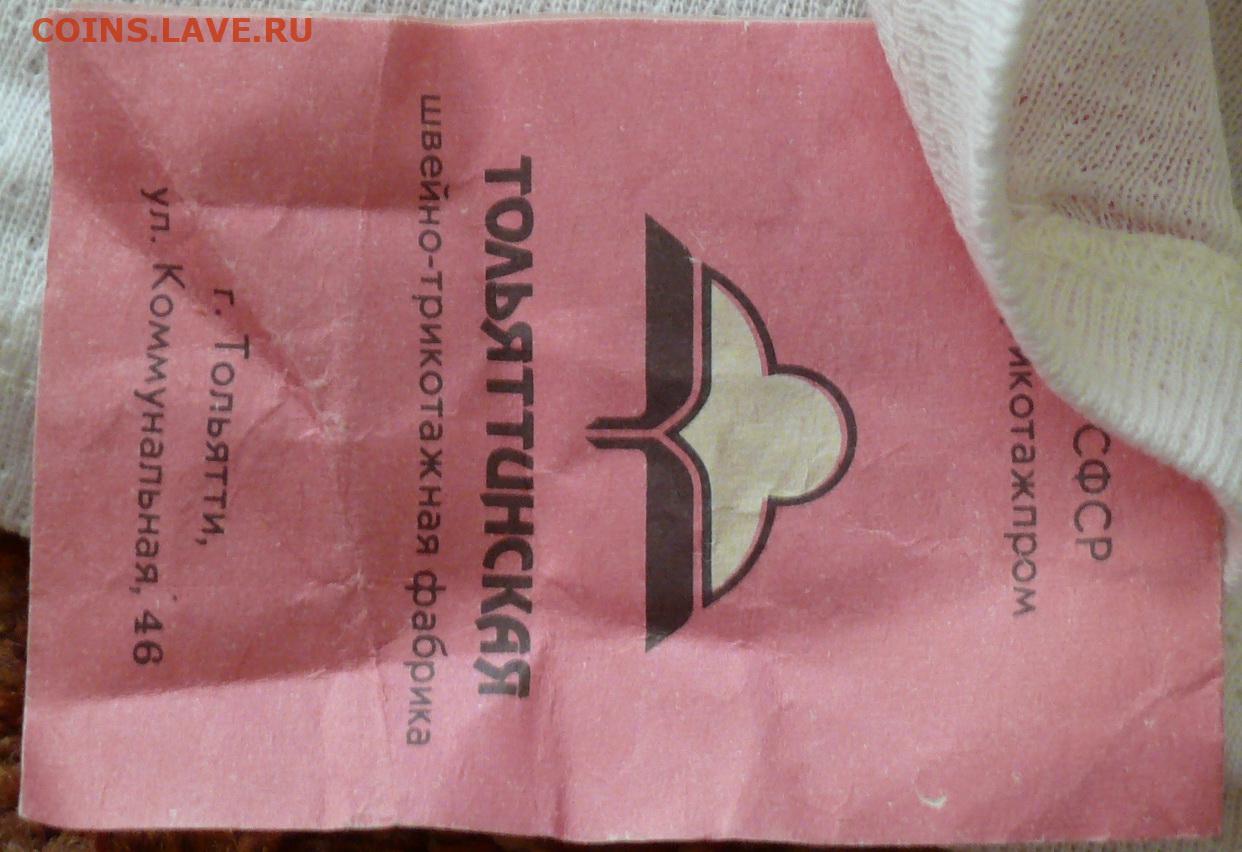 COINS.LAVE.RU
СФСР
икотажпром
ТОЛЬЯТТИНСКАЯ
швейно-трикотажная фабрика
г. Тольятти,
ул. Коммунальная, 46